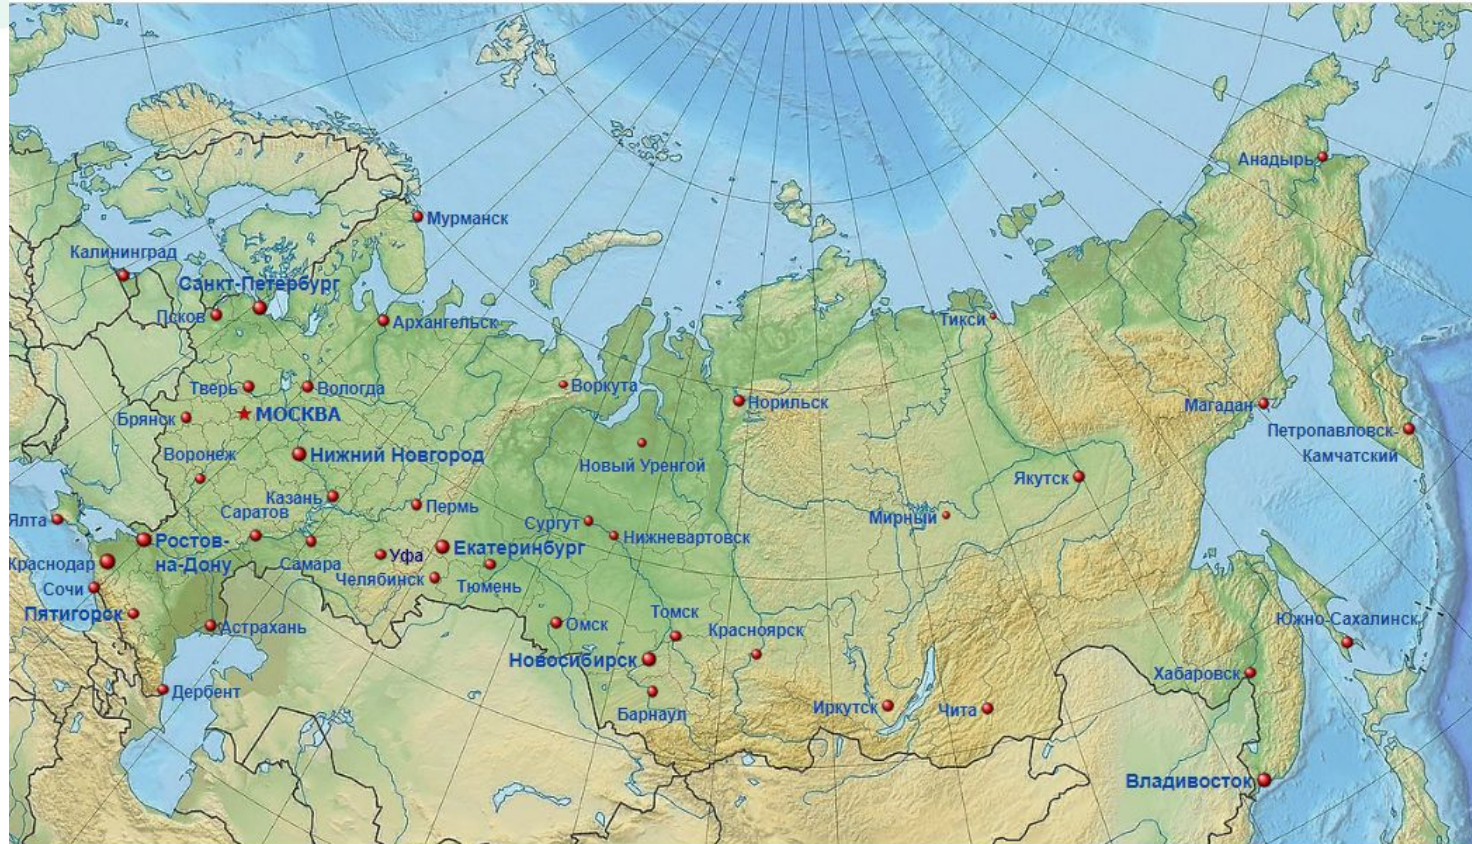 Анадырь
Мурманск
Калининград
Санкт-Петербург
Псков
Архангельск
Тикси
Тверь
Вологда
Воркута
Норильск
Магадан
МОСКВА
Брянск
Петропавловск-
Камчатский
Воронеж
Нижний Новгород
Новый Уренгой
Якутск
Казань
Пермь
Саратов
Ялта
Сургут
Мирный
Нижневартовск
Ростов-
на-Дону
Екатеринбург
Уфа
Краснодар
Самара
Челябинск
Тюмень
Сочи
Пятигорск
Астрахань
Омск
Томск
Красноярск
Южно-Сахалинск
Новосибирск
Хабаровск
Дербент
Барнаул
Иркутск
Чита
Владивосток